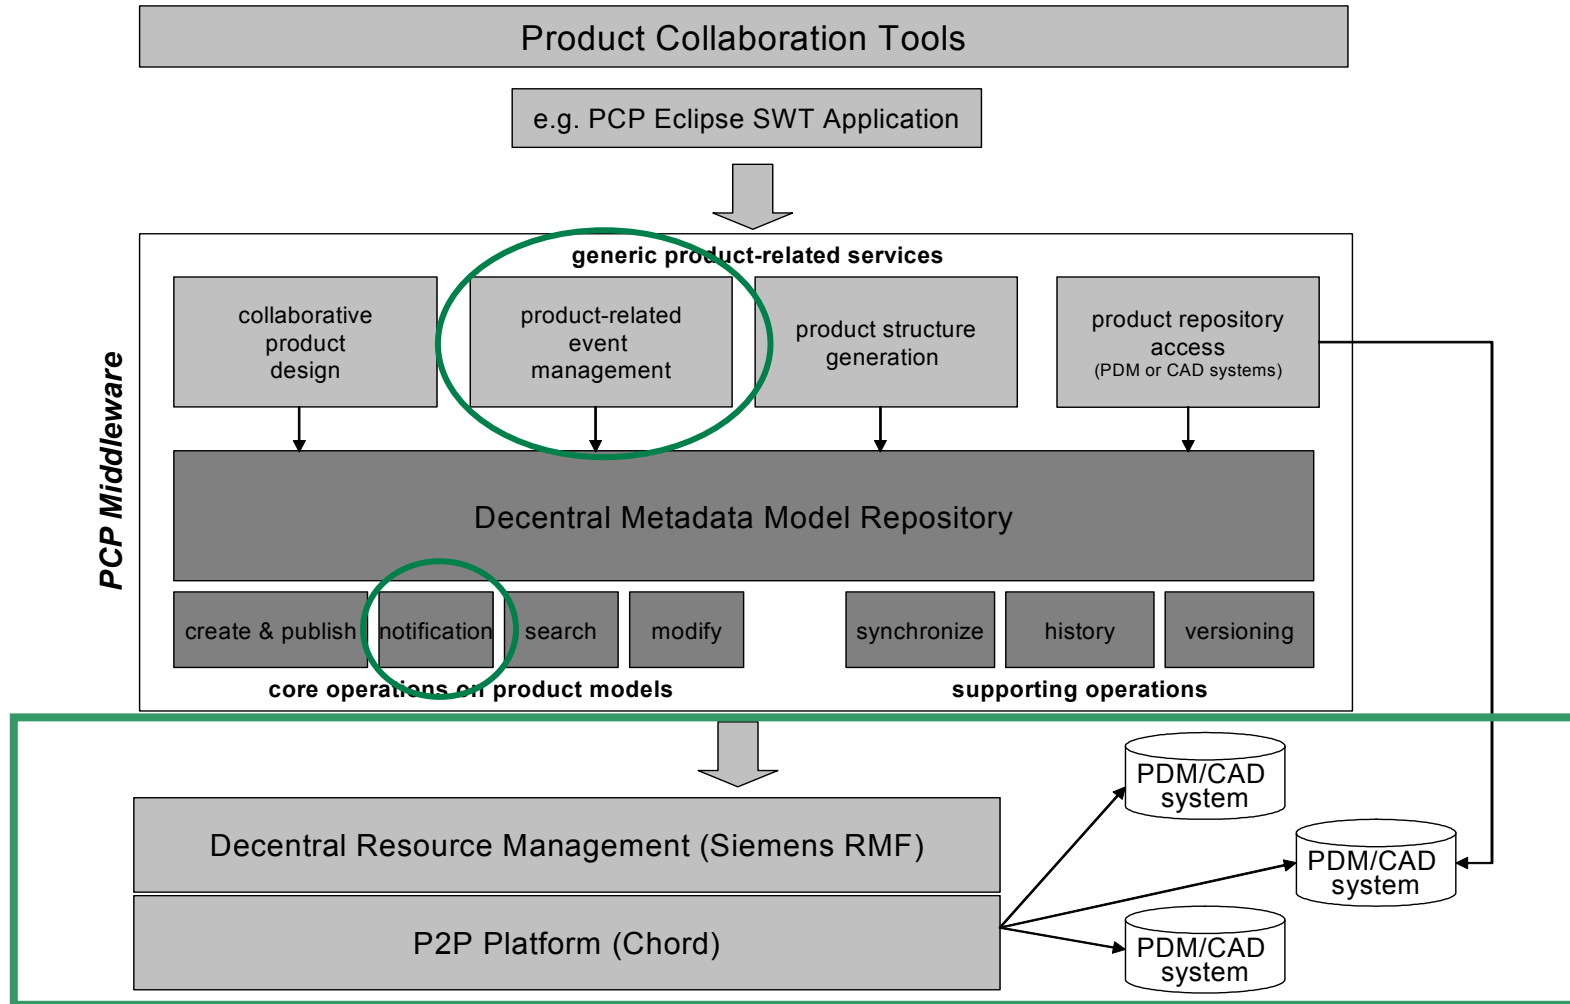 Product Collaboration Tools
e.g. PCP Eclipse SWT Application
PCP Middleware
generic product-related services
collaborative
product
design
product-related
event
management
product structure
generation
product repository
access
(PDM or CAD systems)
Decentral Metadata Model Repository
create & publish
notification
search
modify
synchronize
history
versioning
core operations on product models
supporting operations
Decentral Resource Management (Siemens RMF)
P2P Platform (Chord)
PDM/CAD
system
PDM/CAD
system
PDM/CAD
system